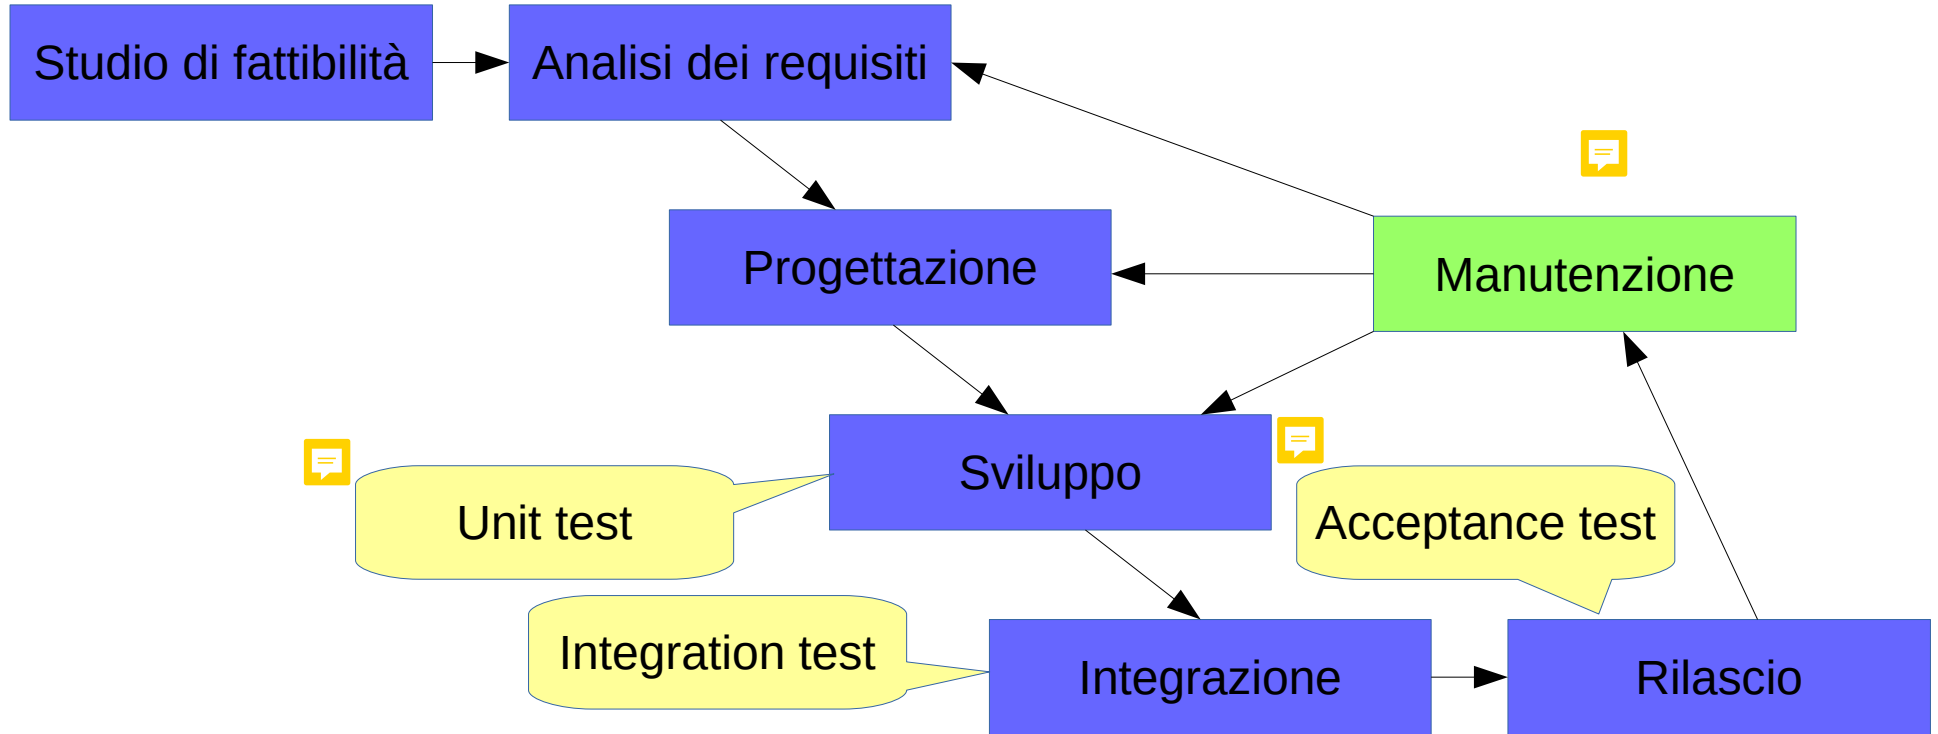 Studio di fattibilità
Analisi dei requisiti
Progettazione
Manutenzione
Sviluppo
Unit test
Acceptance test
Integration test
Integrazione
Rilascio